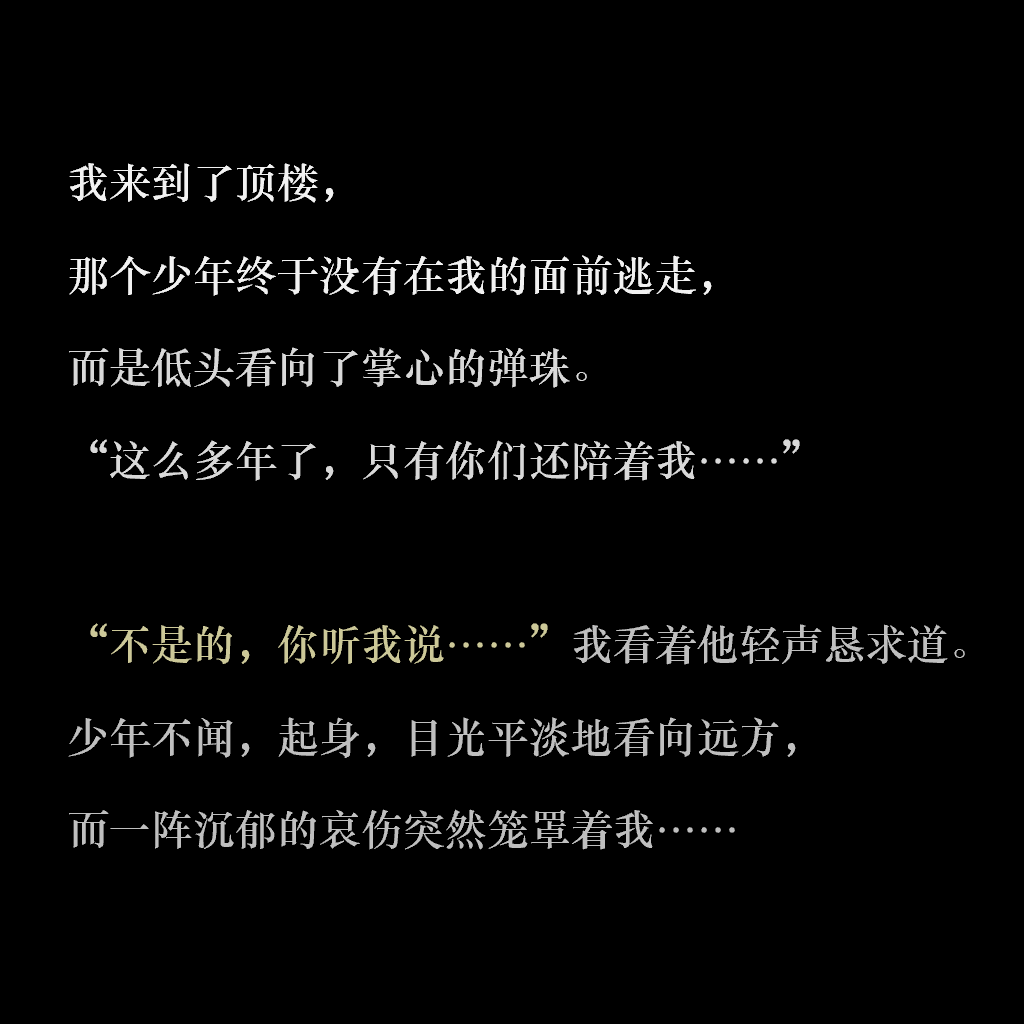 我来到了顶楼，
那个少年终于没有在我的面前逃走，
而是低头看向了掌心的弹珠。
“这么多年了，只有你们还陪着我……”
“不是的，你听我说……”我看着他轻声恳求道。
少年不闻，起身，目光平淡地看向远方，
而一阵沉郁的哀伤突然笼罩着我……